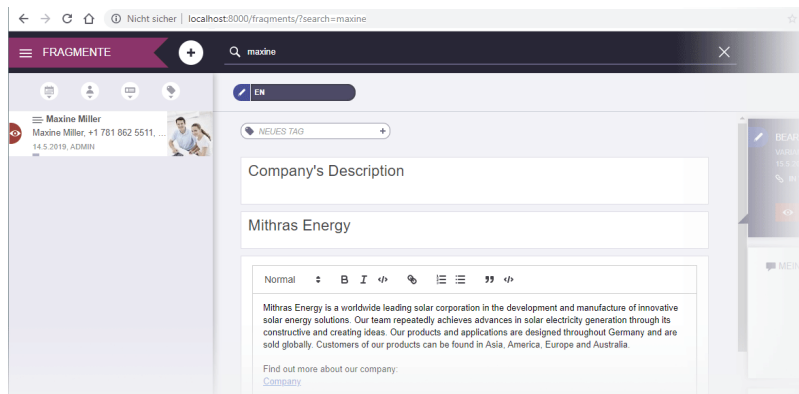 Nicht sicher | localhost:8000/fraqments/?search=maxine
FRAGMENTE
maxine
EN
Maxine Miller
Maxine Miller, +1 781 862 5511, ...
14.5.2019, ADMIN
NEUES TAG
Company's Description
Mithras Energy
Normal
Mithras Energy is a worldwide leading solar corporation in the development and manufacture of innovative
solar energy solutions. Our team repeatedly achieves advances in solar electricity generation through its
constructive and creating ideas. Our products and applications are designed throughout Germany and are
sold globally. Customers of our products can be found in Asia, America, Europe and Australia.
Find out more about our company:
Company
BEAR
MEIN